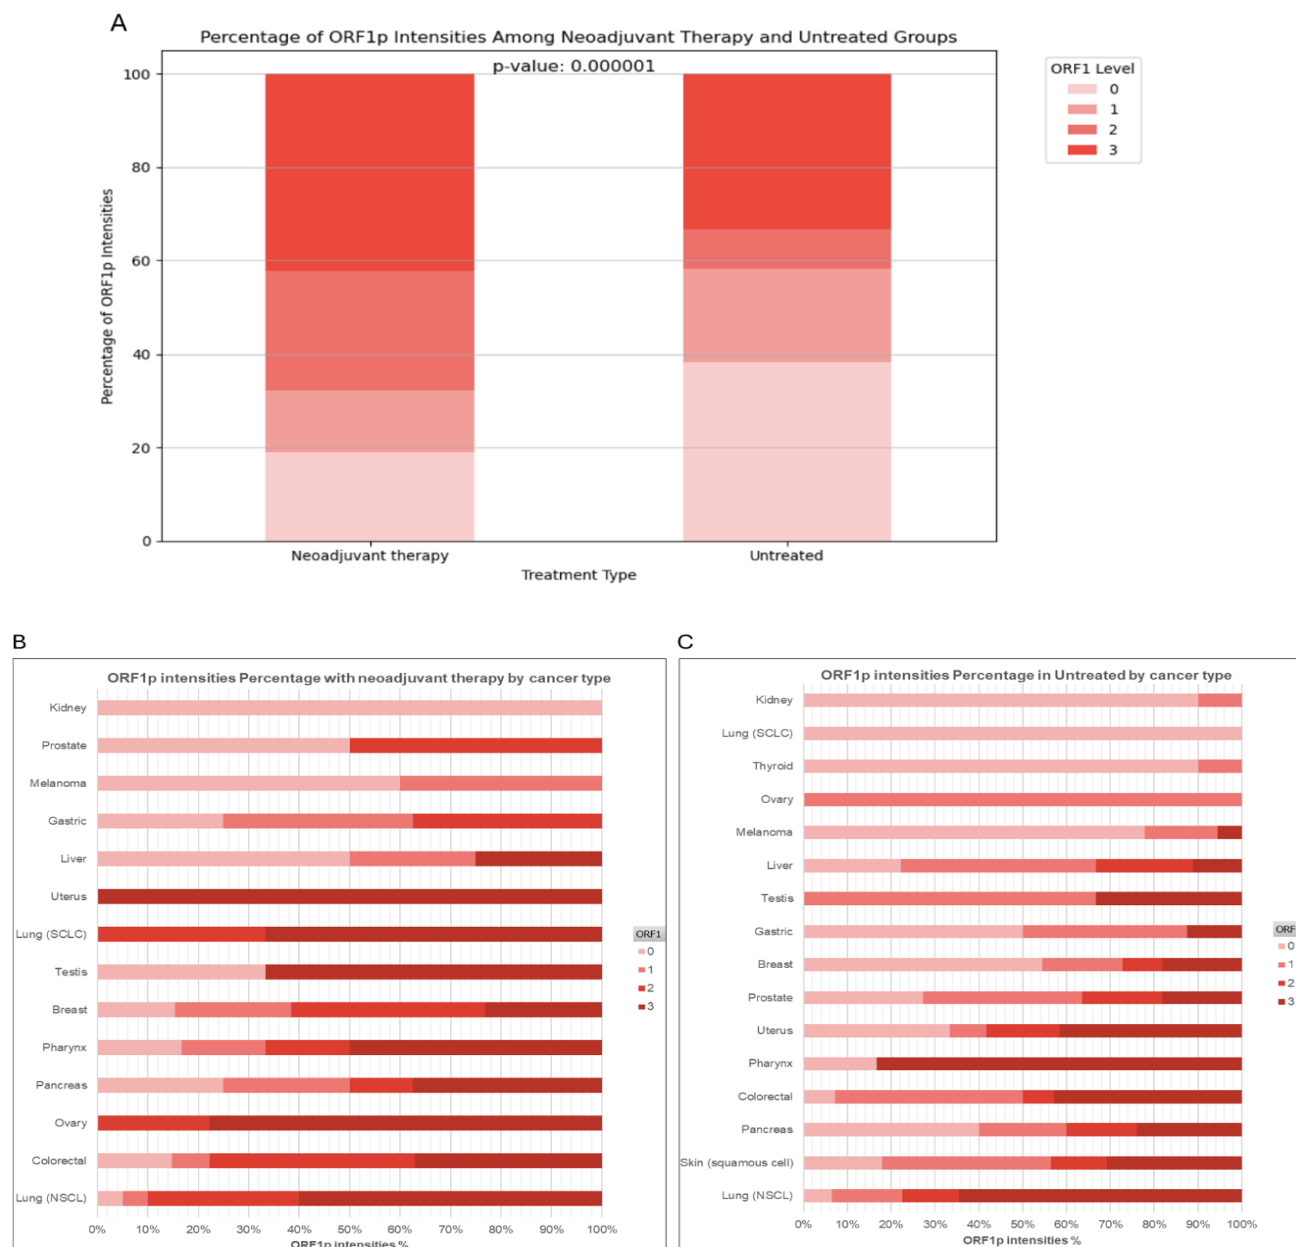 A
Percentage of ORF1p Intensities Among Neoadjuvant Therapy and Untreated Groups
p-value: 0.000001
ORF1 Level
0
1
2
3
100
80
60
40
20
0
Percentage of ORF1p Intensities
Neoadjuvant therapy
Untreated
Treatment Type
B
ORF1p intensities Percentage with neoadjuvant therapy by cancer type
Kidney
Prostate
Melanoma
Gastric
Liver
Uterus
Lung (SCLC)
Testis
Breast
Pharynx
Pancreas
Ovary
Colorectal
Lung (NSCL)
0% 10% 20% 30% 40% 50% 60% 70% 80% 90% 100%
ORF1p intensities %
ORF1
0
1
2
3
C
ORF1p intensities Percentage in Untreated by cancer type
Kidney
Lung (SCLC)
Thyroid
Ovary
Melanoma
Liver
Testis
Gastric
Breast
Prostate
Uterus
Pharynx
Colorectal
Pancreas
Skin (squamous cell)
Lung (NSCL)
0% 10% 20% 30% 40% 50% 60% 70% 80% 90% 100%
ORF1p intensities %
ORF
0
1
2
3